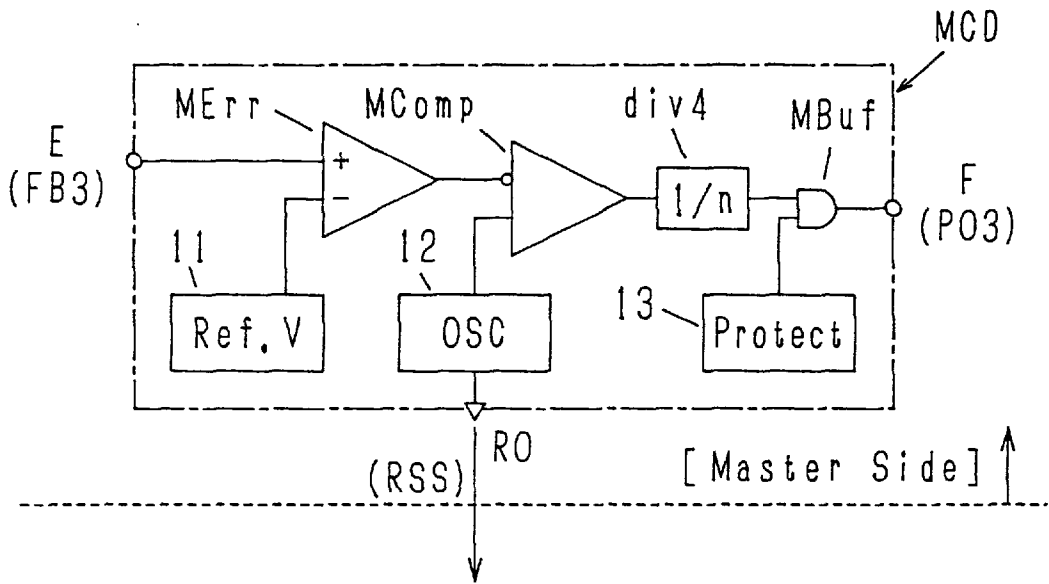 MCD
MErr
MComp
div4
MBuf
E
(FB3)
+
−
1/n
F
(PO3)
11
Ref. V
12
OSC
13
Protect
RO
(RSS)
[Master Side]